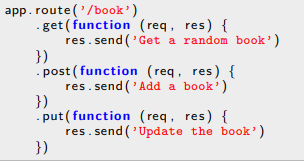 app.route('/book')
    .get(function (req, res) {
        res.send('Get a random book')
    })
    .post(function (req, res) {
        res.send('Add a book')
    })
    .put(function (req, res) {
        res.send('Update the book')
    })